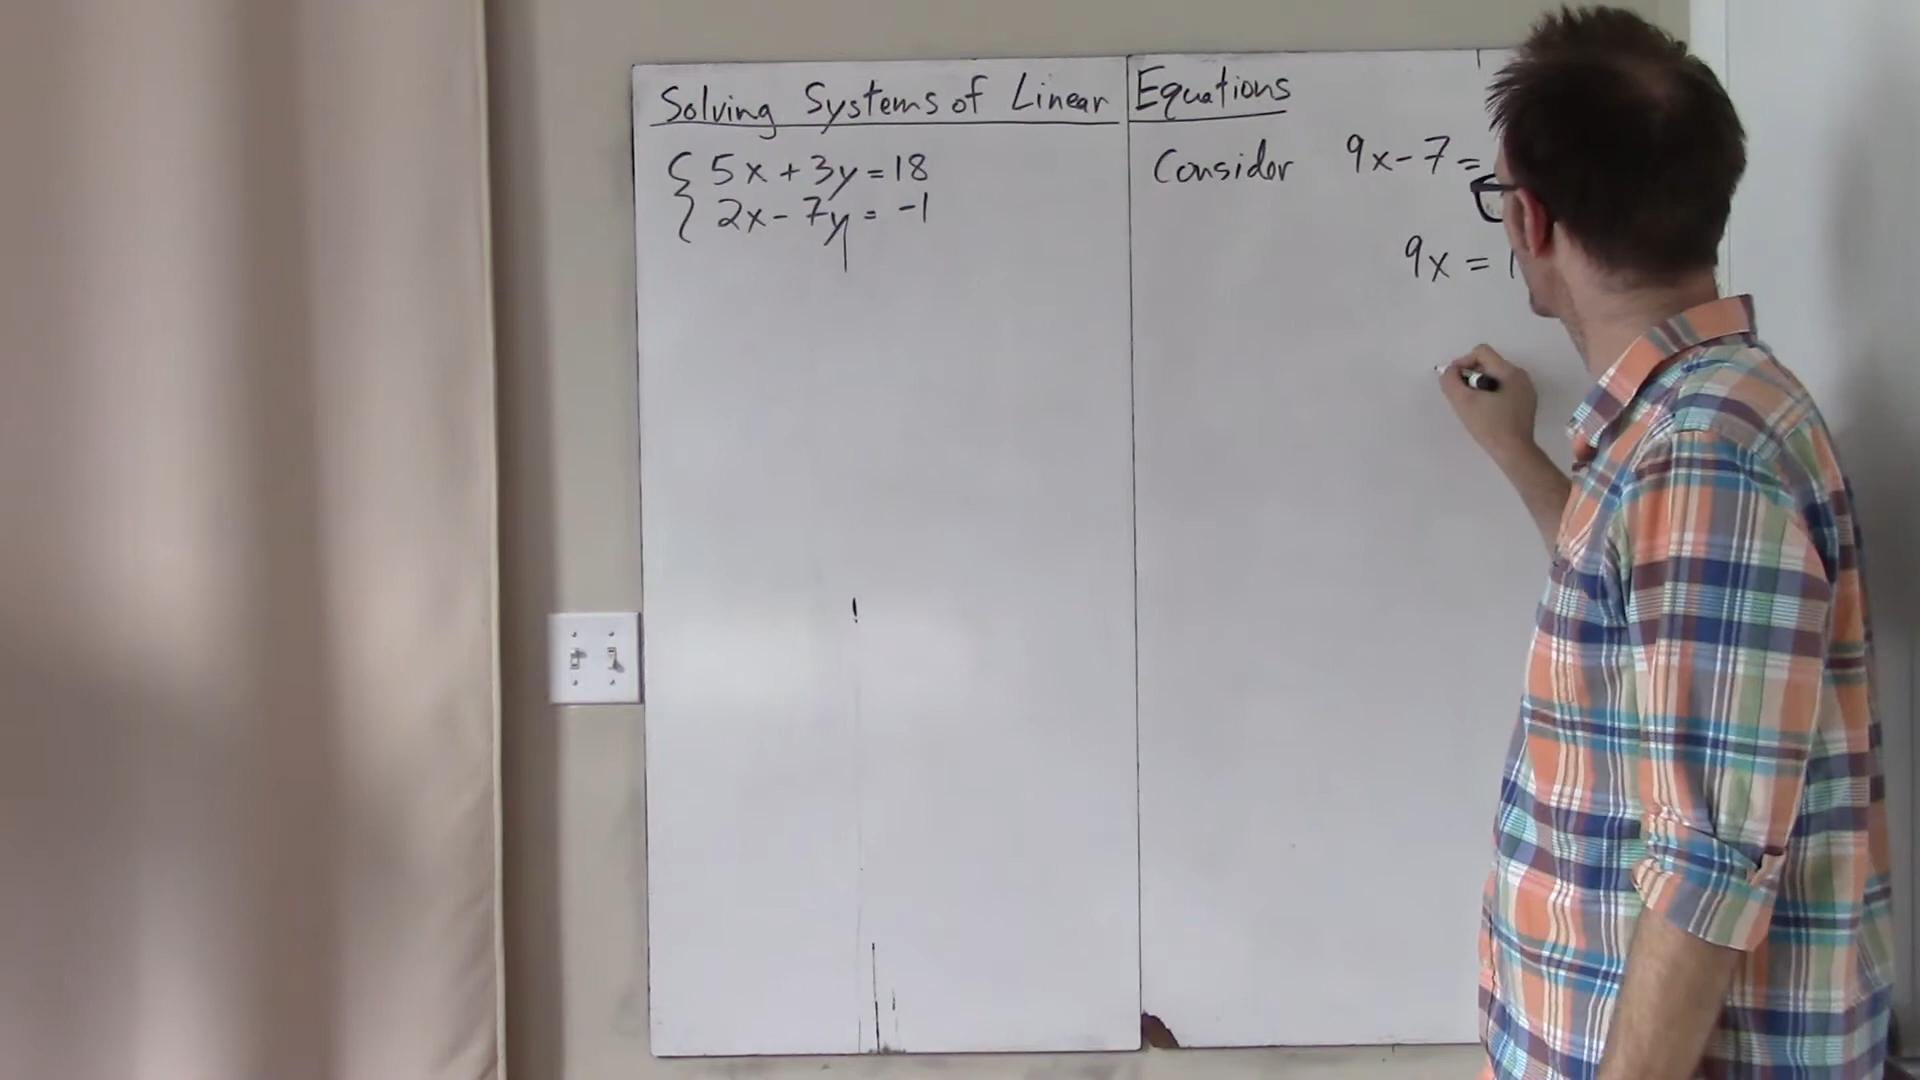 Solving Systems of Linear Equations
5x + 3y = 18
2x - 7y = -1
Consider 9x - 7 =
9x =